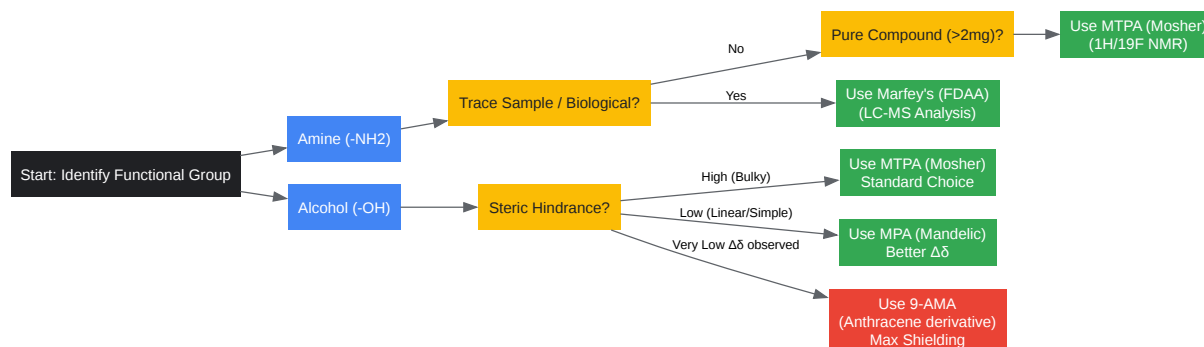 Start: Identify Functional Group
Amine (-NH2)
Alcohol (-OH)
Trace Sample / Biological?
Steric Hindrance?
No
Yes
High (Bulky)
Low (Linear/Simple)
Very Low Δδ observed
Pure Compound (>2mg)?
Use MTPA (Mosher)
(1H/19F NMR)
Use Marfey's (FDAA)
(LC-MS Analysis)
Use MTPA (Mosher)
Standard Choice
Use MPA (Mandelic)
Better Δδ
Use 9-AMA
(Anthracene derivative)
Max Shielding